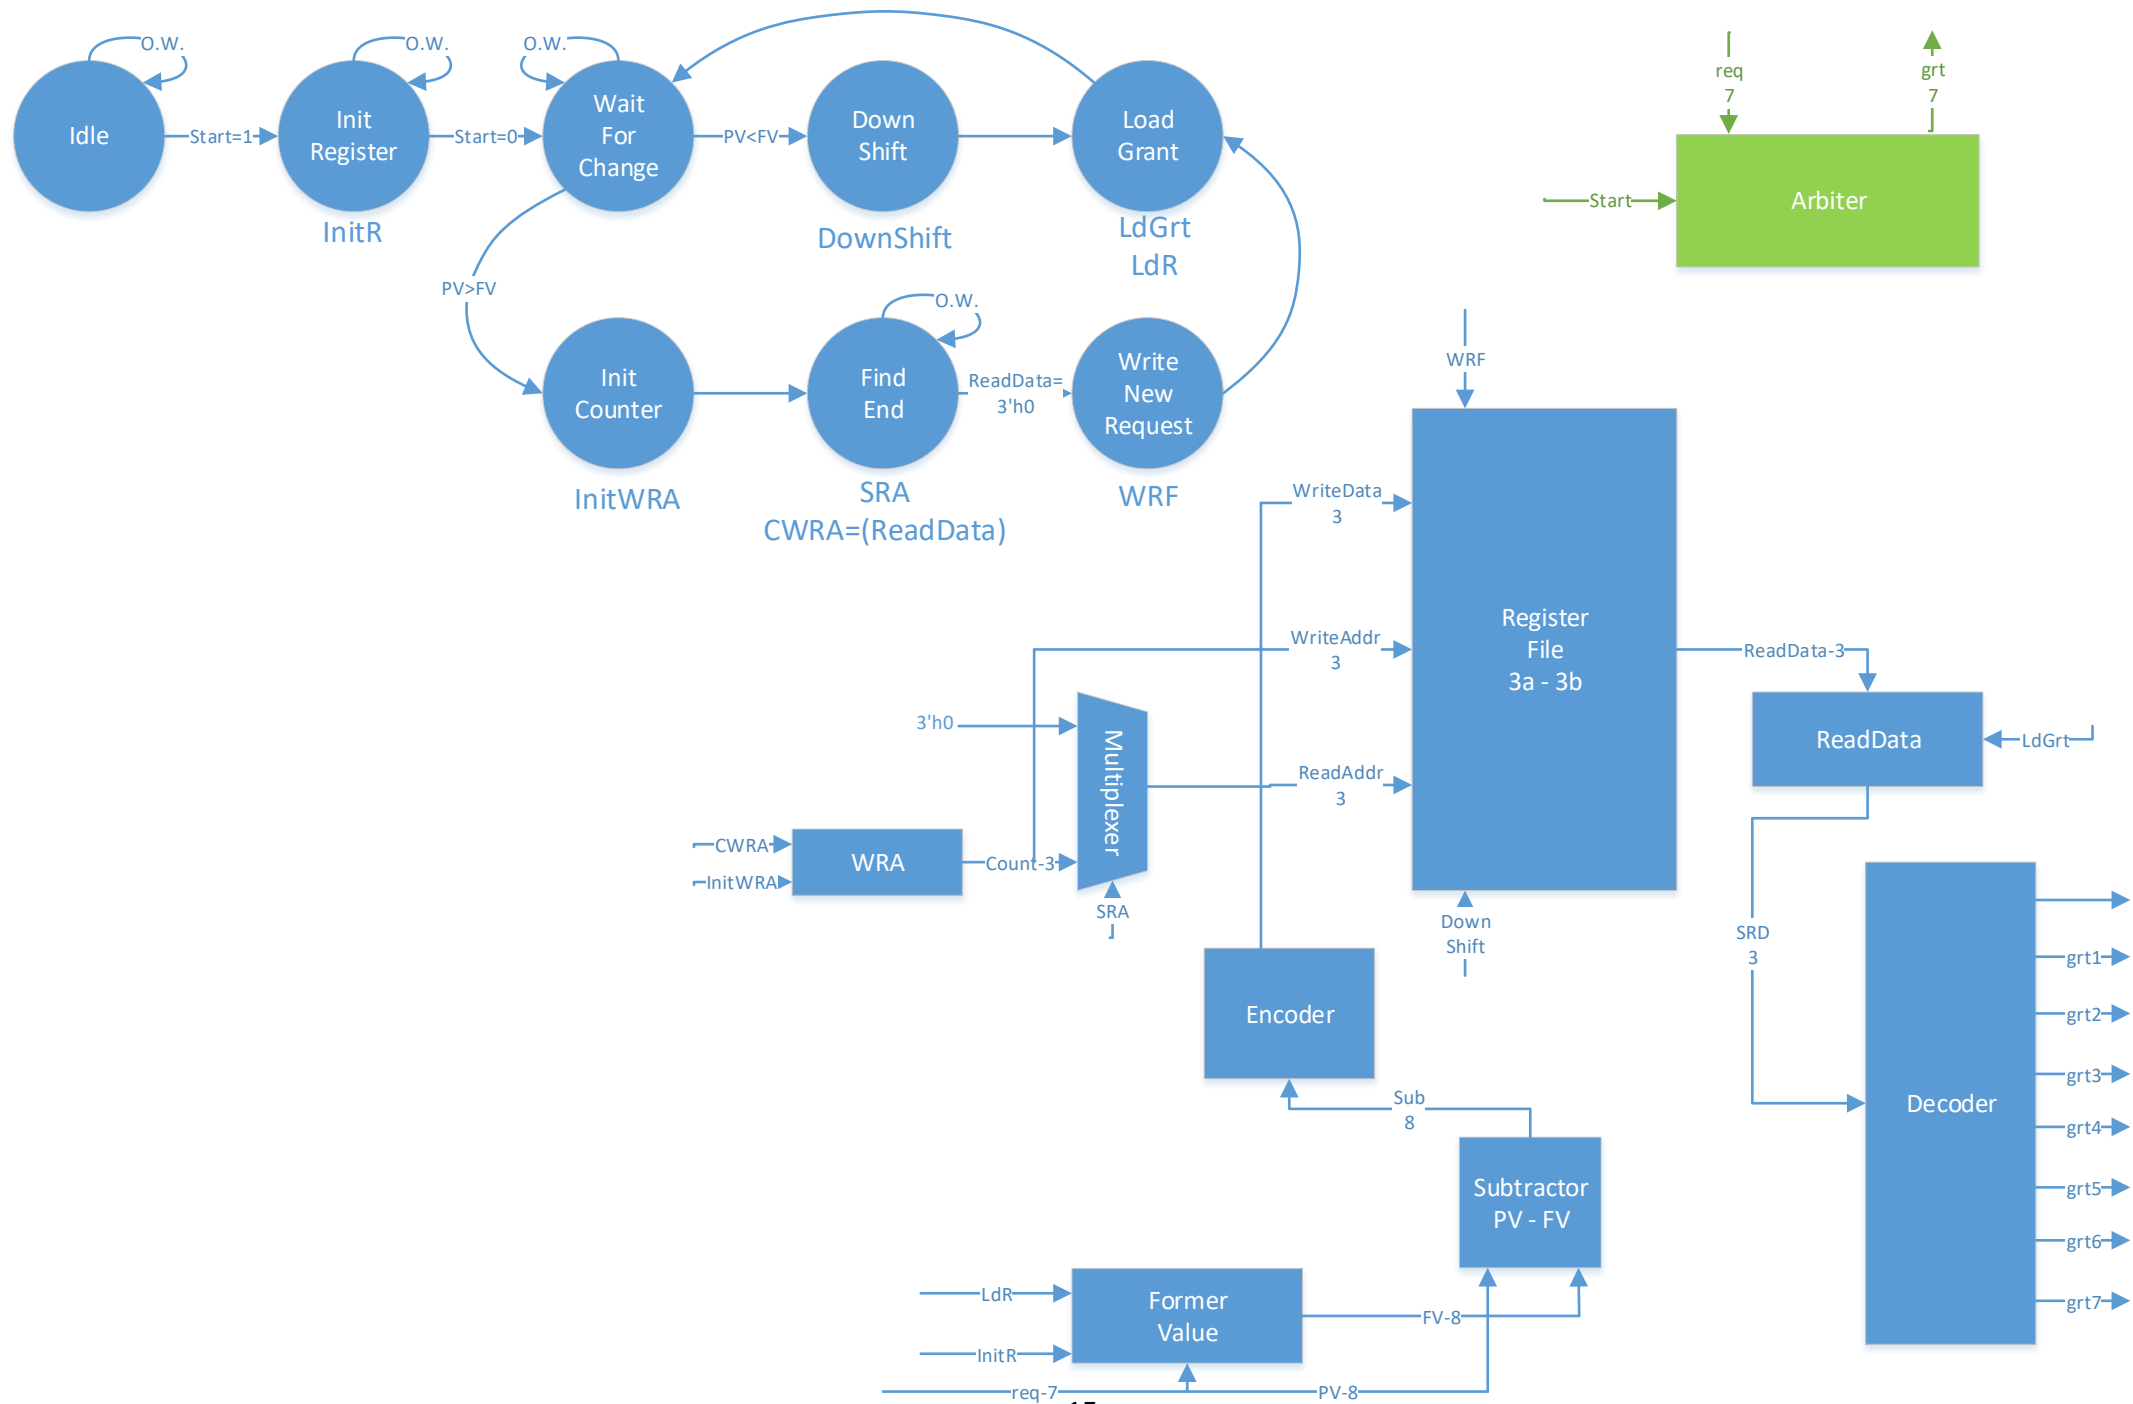 O.W.
O.W.
O.W.
Idle
Start=1
Init
Register
Start=0
Wait
For
Change
PV<FV
Down
Shift
Load
Grant
InitR
DownShift
LdGrt
LdR
PV>FV
Init
Counter
O.W.
Find
End
ReadData=
3'h0
Write
New
Request
InitWRA
SRA
CWRA=(ReadData)
WRF
req
7
grt
7
Start
Arbiter
WRF
WriteData
3
WriteAddr
3
3'h0
Multiplexer
ReadAddr
3
Register
File
3a - 3b
ReadData-3
ReadData
LdGrt
CWRA
InitWRA
WRA
Count-3
SRA
Down
Shift
SRD
3
Encoder
Sub
8
Subtractor
PV - FV
Decoder
grt1
grt2
grt3
grt4
grt5
grt6
grt7
LdR
InitR
Former
Value
FV-8
req-7
PV-8